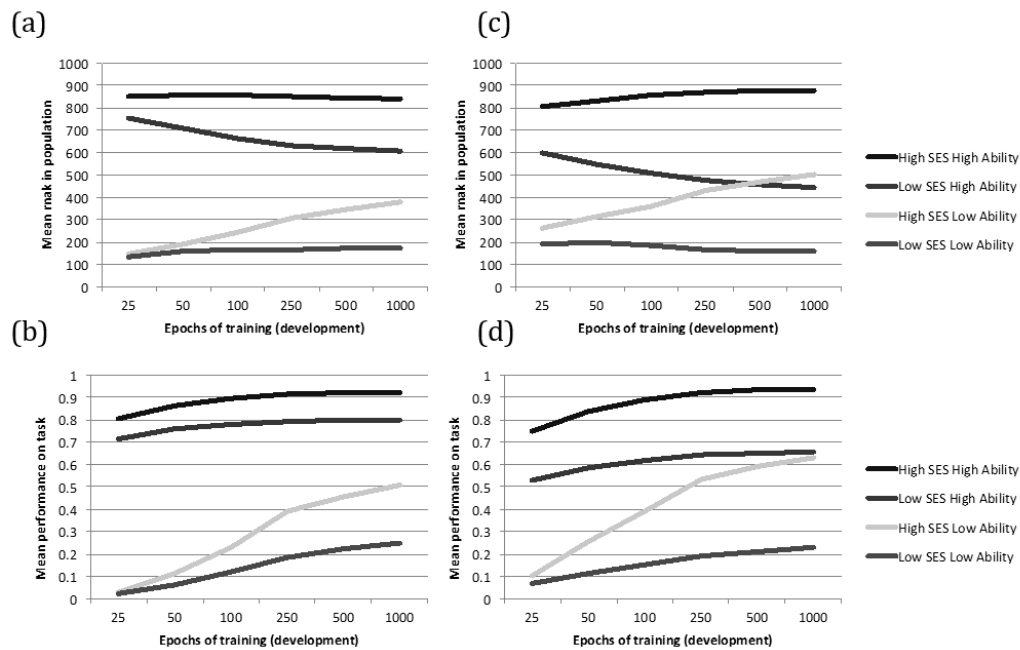 (a)
1000
900
800
700
600
500
400
300
200
100
0
Mean rnak in population
25 50 100 250 500 1000
Epochs of training (development)
(c)
1000
900
800
700
600
500
400
300
200
100
0
Mean rnak in population
25 50 100 250 500 1000
Epochs of training (development)
High SES High Ability
Low SES High Ability
High SES Low Ability
Low SES Low Ability
(b)
1
0.9
0.8
0.7
0.6
0.5
0.4
0.3
0.2
0.1
0
Mean performance on task
25 50 100 250 500 1000
Epochs of training (development)
(d)
1
0.9
0.8
0.7
0.6
0.5
0.4
0.3
0.2
0.1
0
Mean performance on task
25 50 100 250 500 1000
Epochs of training (development)
High SES High Ability
Low SES High Ability
High SES Low Ability
Low SES Low Ability